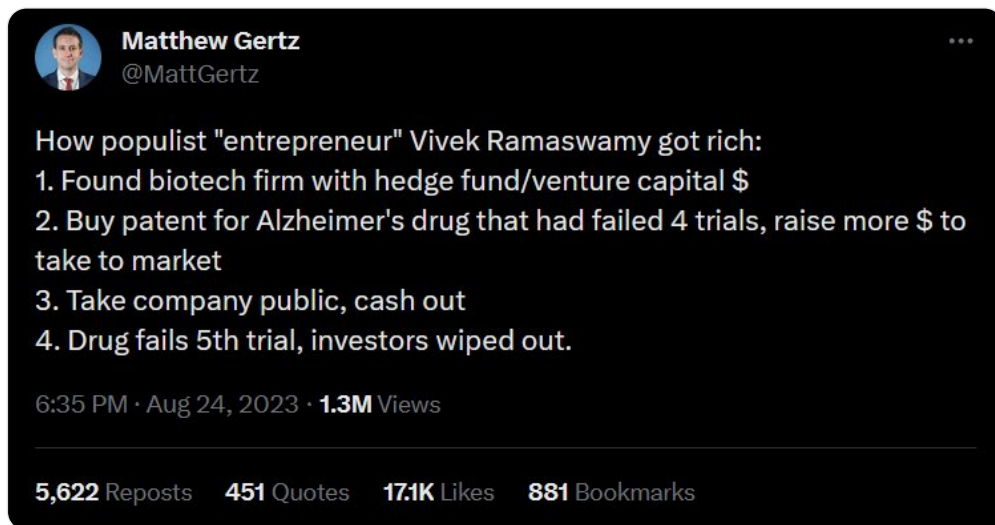 Matthew Gertz
@MattGertz
How populist "entrepreneur" Vivek Ramaswamy got rich:
1. Found biotech firm with hedge fund/venture capital $
2. Buy patent for Alzheimer's drug that had failed 4 trials, raise more $ to
take to market
3. Take company public, cash out
4. Drug fails 5th trial, investors wiped out.
6:35 PM · Aug 24, 2023 · 1.3M Views
5,622 Reposts 451 Quotes 17.1K Likes 881 Bookmarks